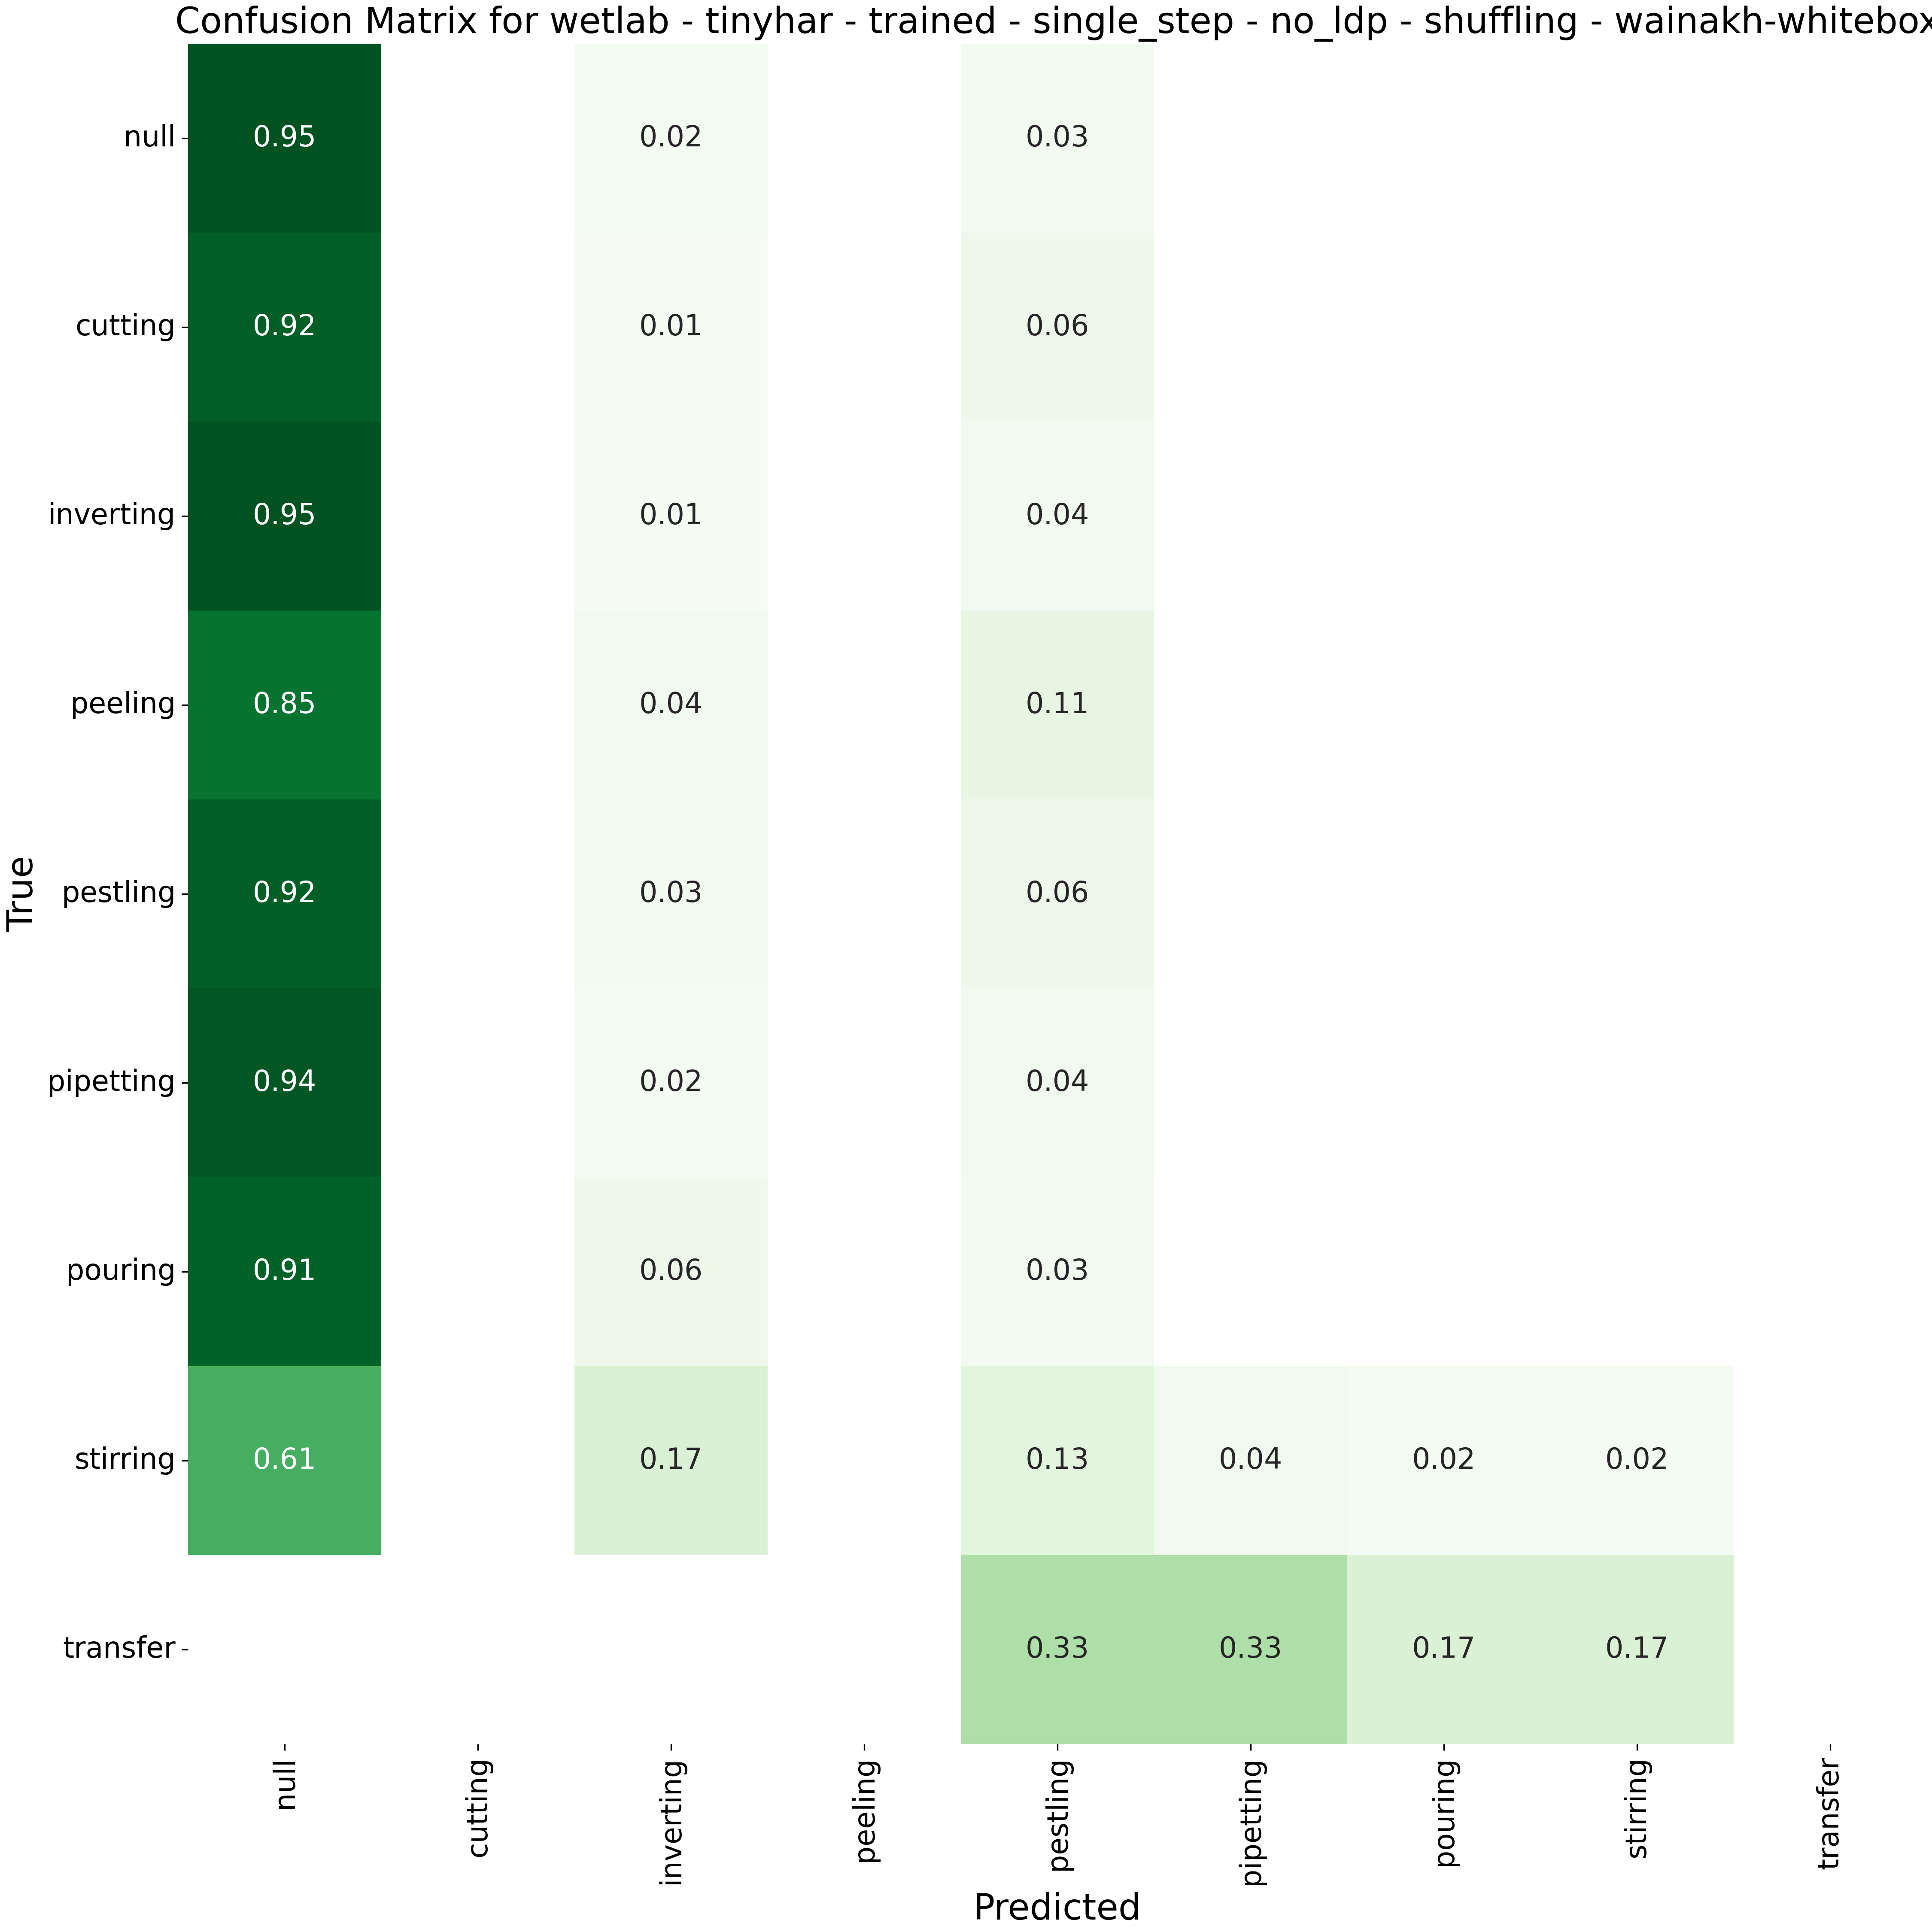 Confusion Matrix for wetlab - tinyhar - trained - single_step - no_ldp - shuffling - wainakh-whitebox
null 0.95 0.02 0.03
cutting 0.92 0.01 0.06
inverting 0.95 0.01 0.04
peeling 0.85 0.04 0.11
pestling 0.92 0.03 0.06
pipetting 0.94 0.02 0.04
pouring 0.91 0.06 0.03
stirring 0.61 0.17 0.13 0.04 0.02 0.02
transfer 0.33 0.33 0.17 0.17
True
null cutting inverting peeling pestling pipetting pouring stirring transfer
Predicted